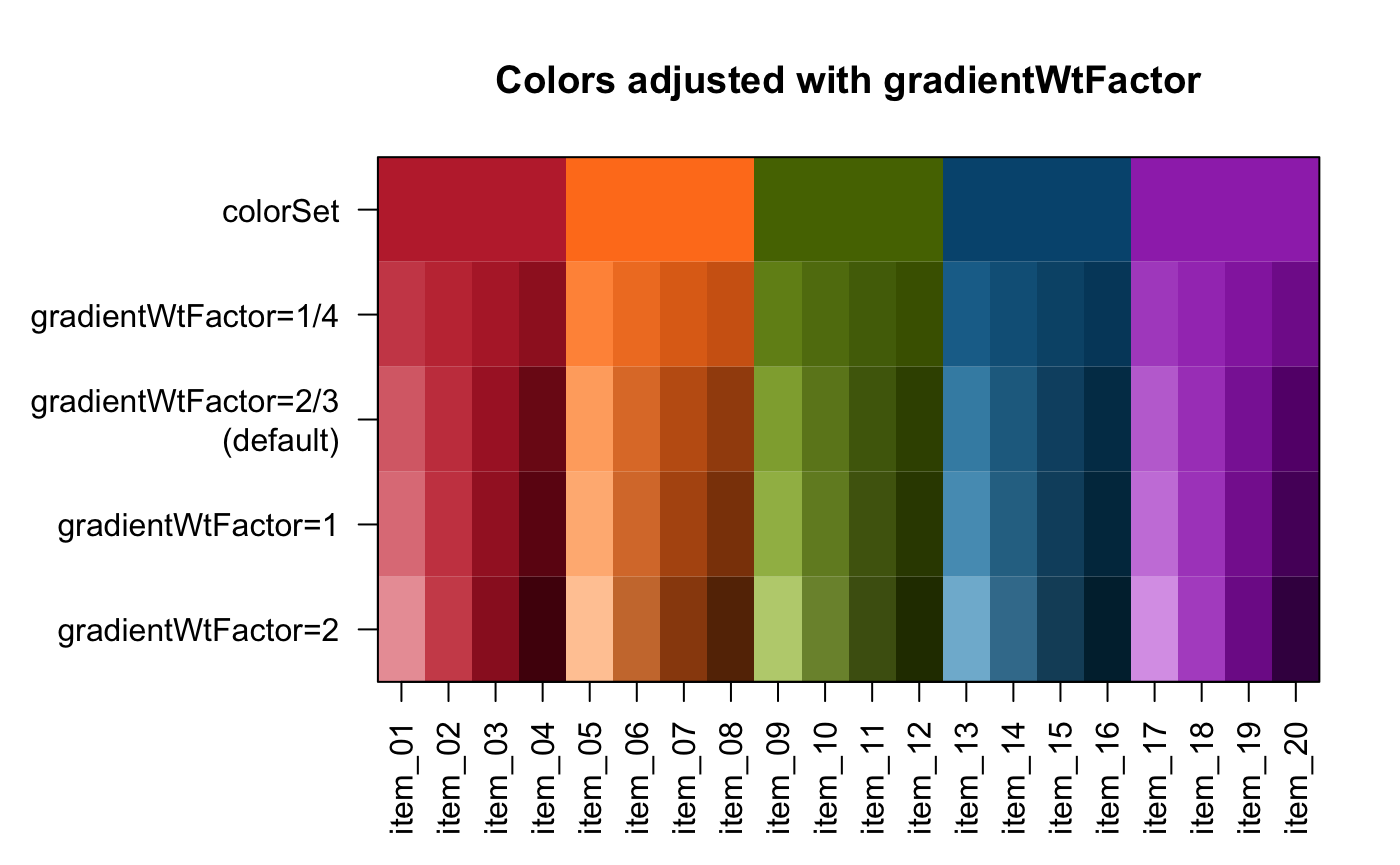 Colors adjusted with gradientWtFactor
colorSet
gradientWtFactor=1/4
gradientWtFactor=2/3
(default)
gradientWtFactor=1
gradientWtFactor=2
item_01
item_02
item_03
item_04
item_05
item_06
item_07
item_08
item_09
item_10
item_11
item_12
item_13
item_14
item_15
item_16
item_17
item_18
item_19
item_20